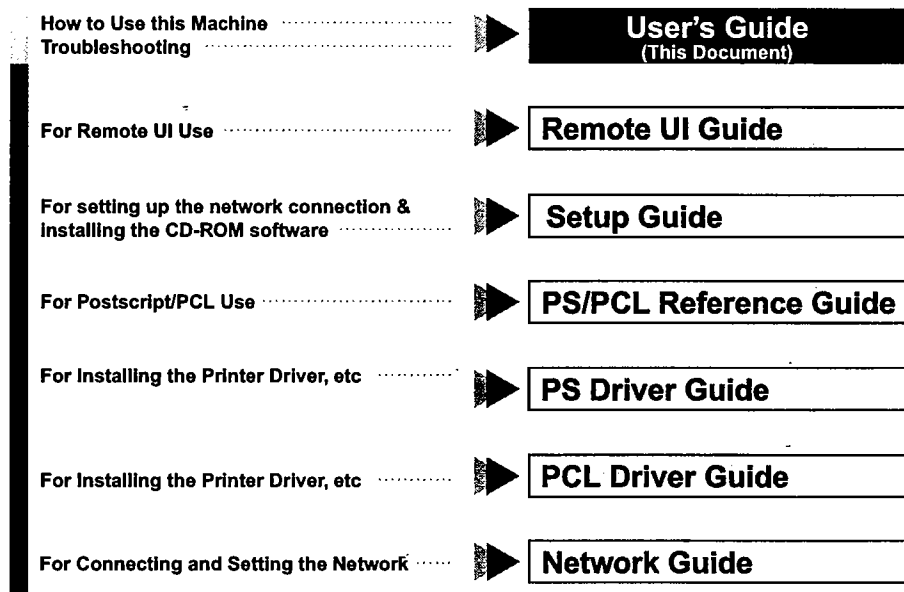 How to Use this Machine
Troubleshooting
User's Guide
(This Document)
For Remote UI Use
Remote UI Guide
For setting up the network connection &
installing the CD-ROM software
Setup Guide
For Postscript/PCL Use
PS/PCL Reference Guide
For Installing the Printer Driver, etc
PS Driver Guide
For Installing the Printer Driver, etc
PCL Driver Guide
For Connecting and Setting the Network
Network Guide